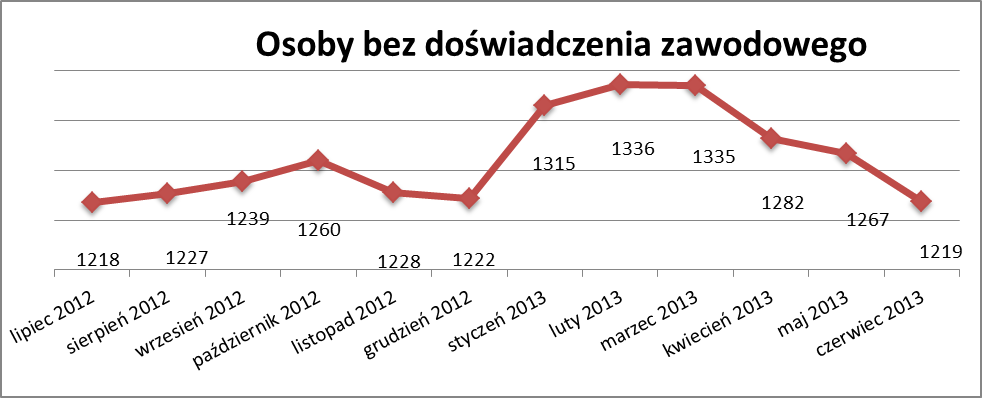 Osoby bez doświadczenia zawodowego
1218
1227
1239
1260
1228
1222
1315
1336
1335
1282
1267
1219
lipiec 2012
sierpień 2012
wrzesień 2012
październik 2012
listopad 2012
grudzień 2012
styczeń 2013
luty 2013
marzec 2013
kwiecień 2013
maj 2013
czerwiec 2013